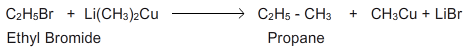 C₂H₅Br + Li(CH₃)₂Cu ⟶ C₂H₅ - CH₃ + CH₃Cu + LiBr
Ethyl Bromide Propane